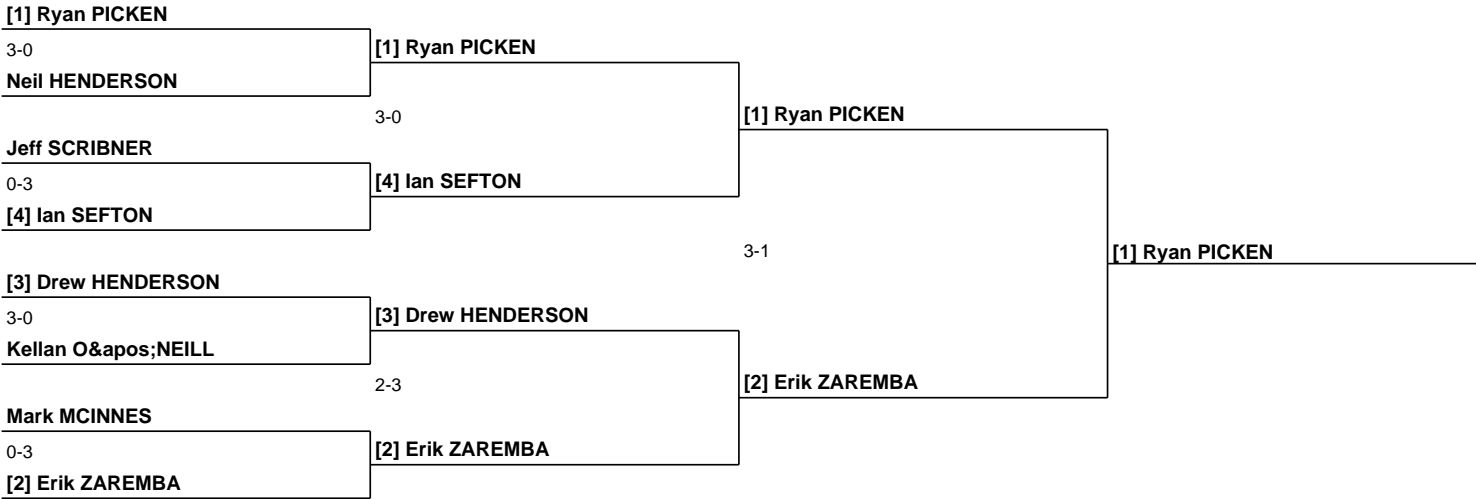 [1] Ryan PICKEN
3-0
[1] Ryan PICKEN
Neil HENDERSON
3-0
[1] Ryan PICKEN
Jeff SCRIBNER
0-3
[4] Ian SEFTON
[4] Ian SEFTON
3-1
[1] Ryan PICKEN
[3] Drew HENDERSON
3-0
[3] Drew HENDERSON
Kellan O&apos;NEILL
2-3
[2] Erik ZAREMBA
Mark MCINNES
0-3
[2] Erik ZAREMBA
[2] Erik ZAREMBA